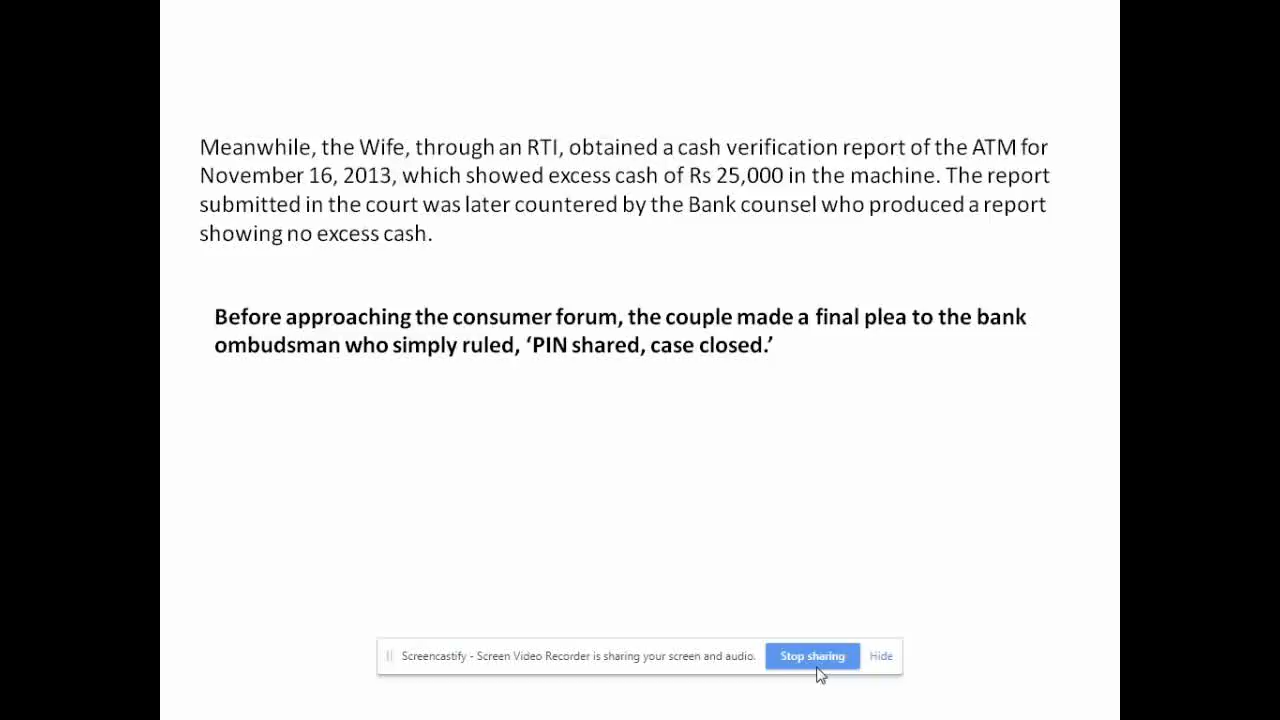 Meanwhile, the Wife, through an RTI, obtained a cash verification report of the ATM for
November 16, 2013, which showed excess cash of Rs 25,000 in the machine. The report
submitted in the court was later countered by the Bank counsel who produced a report
showing no excess cash.
Before approaching the consumer forum, the couple made a final plea to the bank
ombudsman who simply ruled, ‘PIN shared, case closed.’
Screencastify - Screen Video Recorder is sharing your screen and audio. Stop sharing Hide